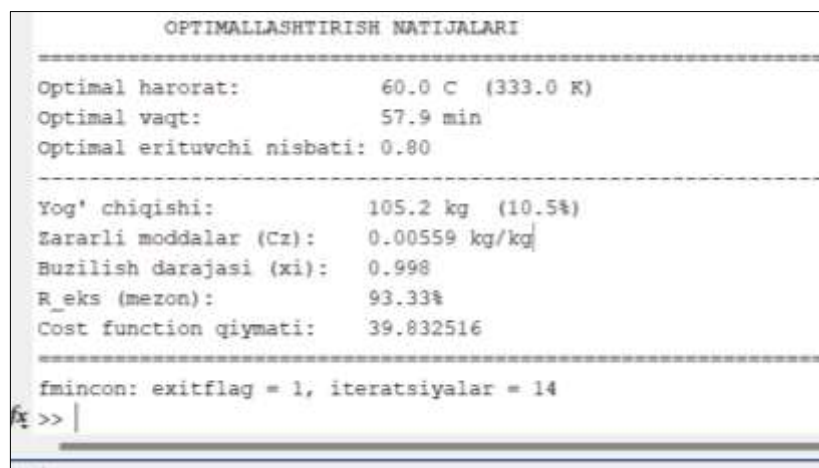 OPTIMALLASHTIRISH NATIJALARI
================================================================
Optimal harorat: 60.0 C (333.0 K)
Optimal vaqt: 57.9 min
Optimal erituvchi nisbati: 0.80
----------------------------------------------------------------
Yog' chiqishi: 105.2 kg (10.5%)
Zararli moddalar (Cz): 0.00559 kg/kg
Buzilish darajasi (xi): 0.998
R_eks (mezon): 93.33%
Cost function qiymati: 39.832516
================================================================
fmincon: exitflag = 1, iteratsiyalar = 14
fx >>